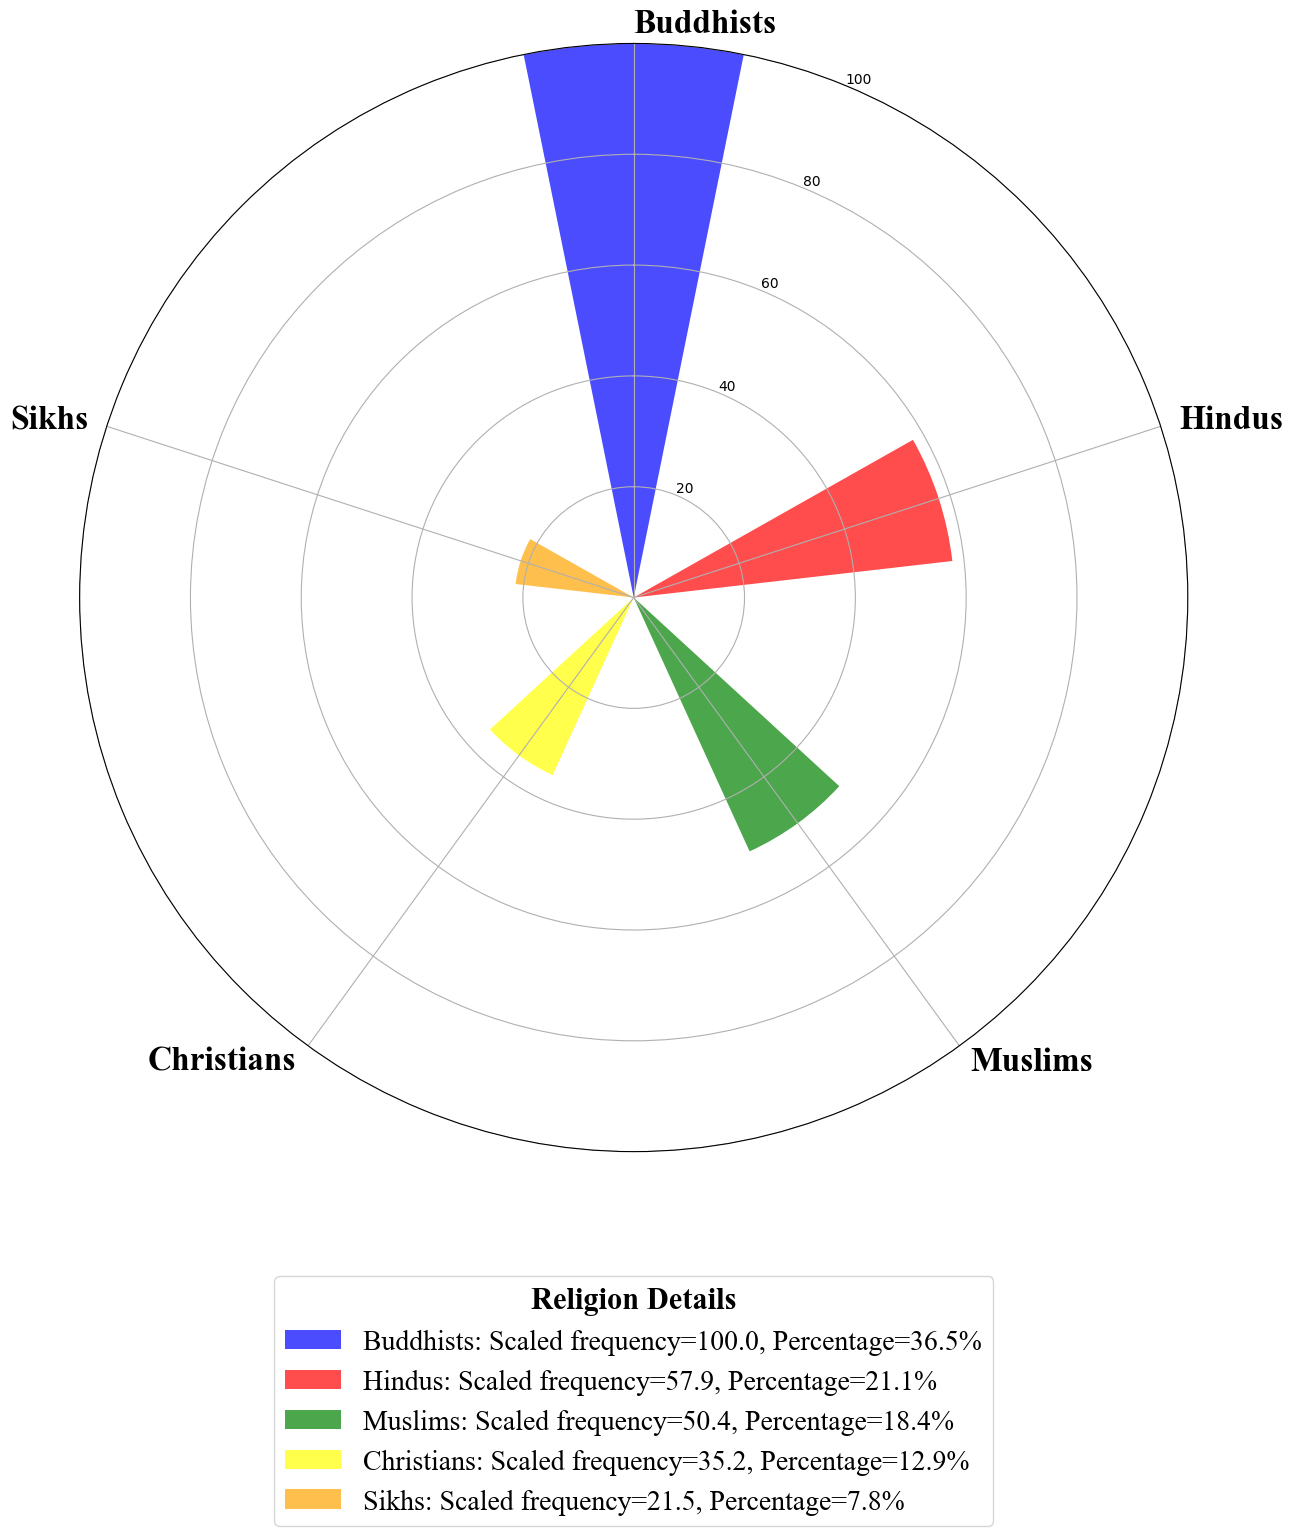 Buddhists
100
80
60
40
20
Sikhs
Hindus
Christians
Muslims
Religion Details
Buddhists: Scaled frequency=100.0, Percentage=36.5%
Hindus: Scaled frequency=57.9, Percentage=21.1%
Muslims: Scaled frequency=50.4, Percentage=18.4%
Christians: Scaled frequency=35.2, Percentage=12.9%
Sikhs: Scaled frequency=21.5, Percentage=7.8%